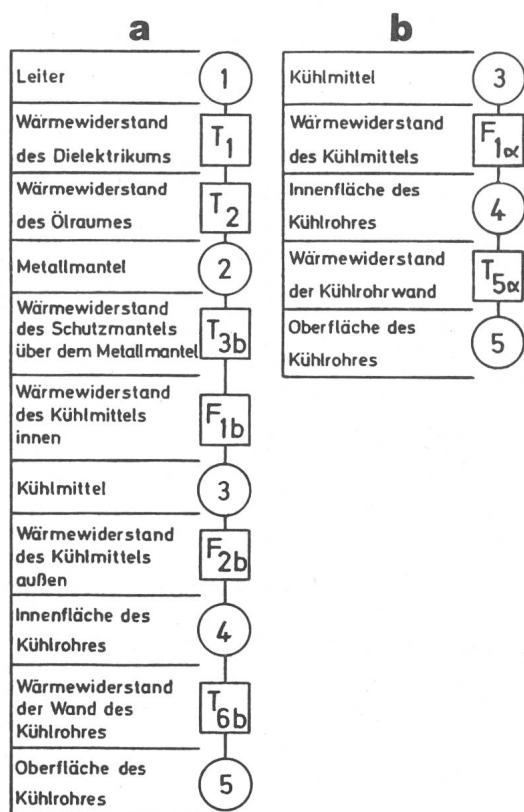 a
Leiter 1
Wärmewiderstand
des Dielektrikums
T1
Wärmewiderstand
des Ölraumes
T2
Metallmantel 2
Wärmewiderstand
des Schutzmantels
über dem Metallmantel
T3b
Wärmewiderstand
des Kühlmittels
innen
F1b
Kühlmittel 3
Wärmewiderstand
des Kühlmittels
außen
F2b
Innenfläche des
Kühlrohres
4
Wärmewiderstand
der Wand des
Kühlrohres
T6b
Oberfläche des
Kühlrohres
5
b
Kühlmittel 3
Wärmewiderstand
des Kühlmittels
F1α
Innenfläche des
Kühlrohres
4
Wärmewiderstand
der Kühlrohrwand
T5α
Oberfläche des
Kühlrohres
5